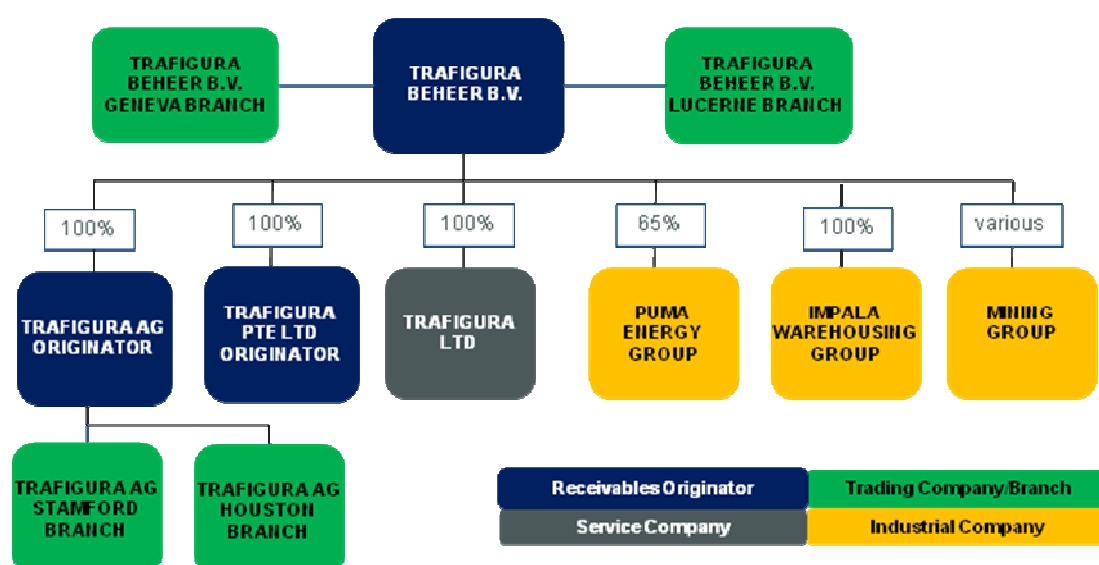 TRAFIGURA
BEHEER B.V.
GENEVA BRANCH
TRAFIGURA
BEHEER B.V.
TRAFIGURA
BEHEER B.V.
LUCERNE BRANCH
100%
100%
100%
65%
100%
various
TRAFIGURA AG
ORIGINATOR
TRAFIGURA
PTE LTD
ORIGINATOR
TRAFIGURA
LTD
PUMA
ENERGY
GROUP
IMPALA
WAREHOUSING
GROUP
MINING
GROUP
TRAFIGURA AG
STAMFORD
BRANCH
TRAFIGURA AG
HOUSTON
BRANCH
Receivables Originator
Trading Company/Branch
Service Company
Industrial Company